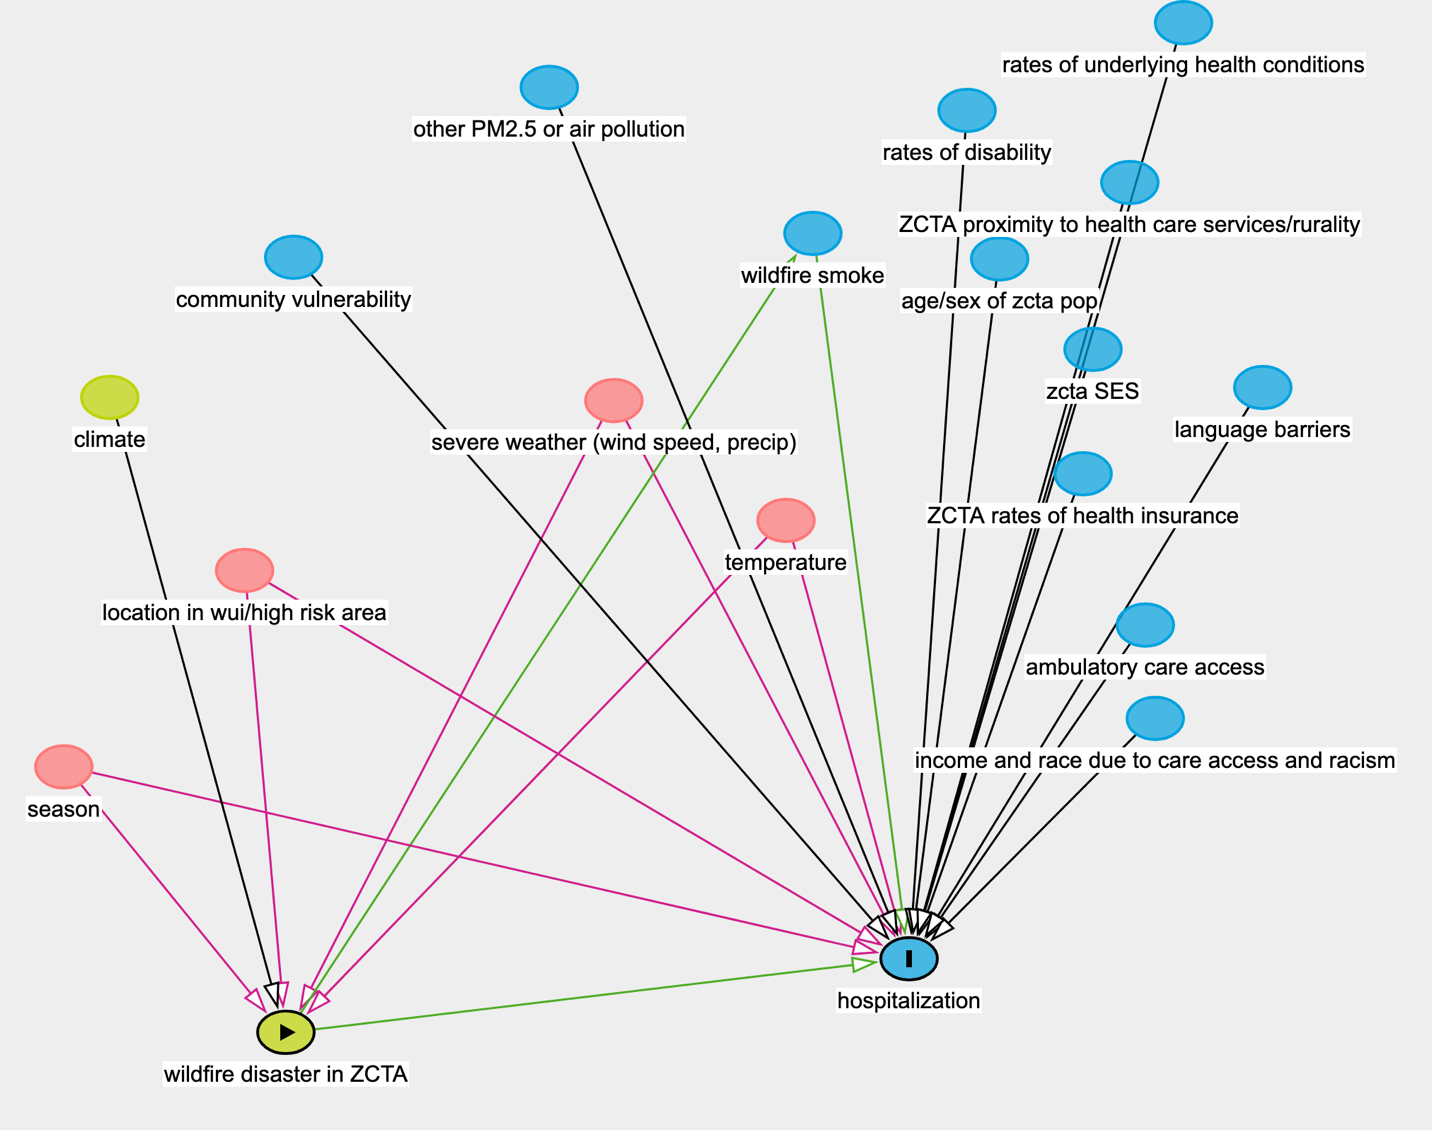 rates of underlying health conditions
other PM2.5 or air pollution
rates of disability
ZCTA proximity to health care services/rurality
wildfire smoke
community vulnerability
age/sex of zcta pop
zcta SES
language barriers
climate
severe weather (wind speed, precip)
ZCTA rates of health insurance
temperature
location in wui/high risk area
ambulatory care access
income and race due to care access and racism
season
hospitalization
wildfire disaster in ZCTA